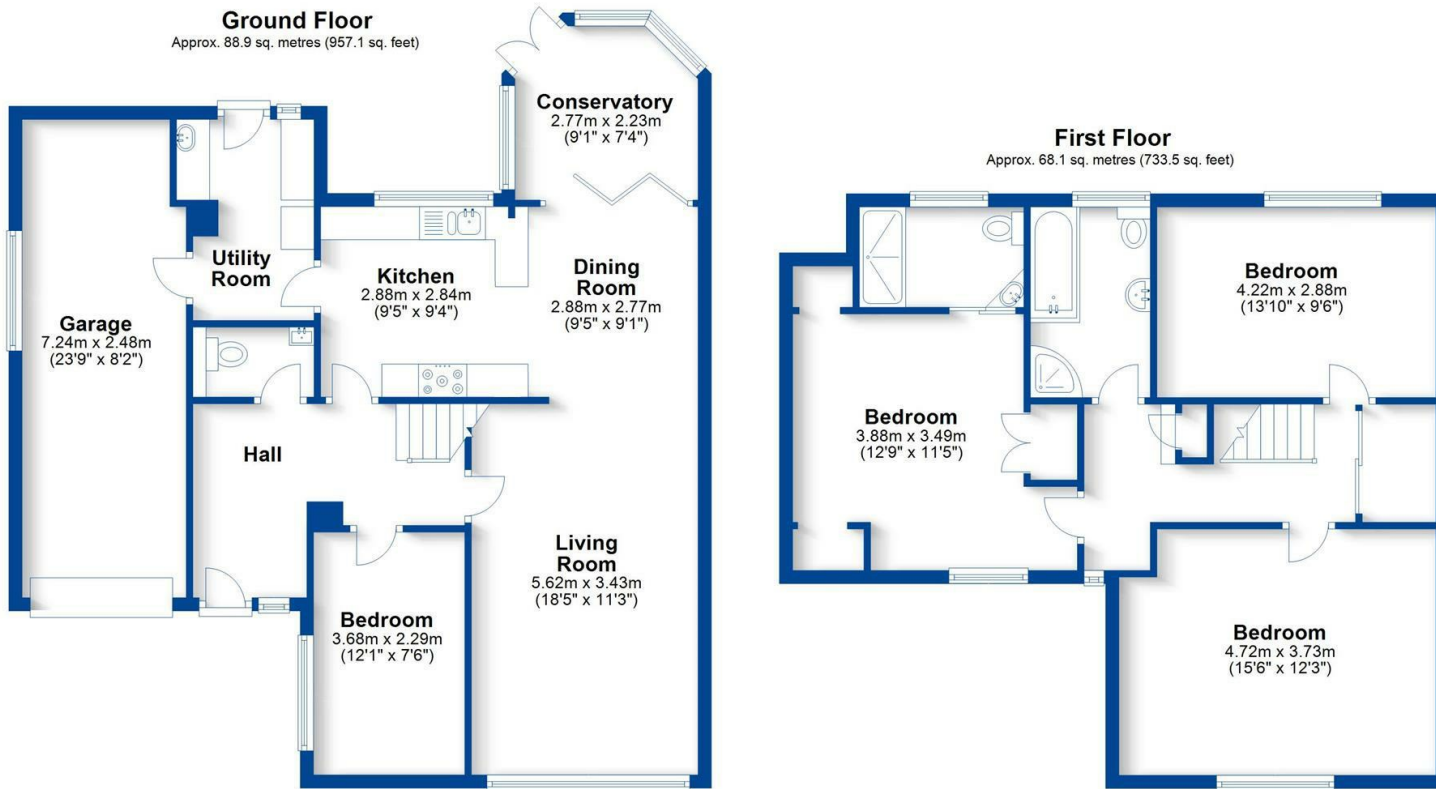 Ground Floor
Approx. 88.9 sq. metres (957.1 sq. feet)
Conservatory
2.77m x 2.23m
(9'1" x 7'4")
Utility
Room
Kitchen
2.88m x 2.84m
(9'5" x 9'4")
Dining
Room
2.88m x 2.77m
(9'5" x 9'1")
Garage
7.24m x 2.48m
(23'9" x 8'2")
Hall
Living
Room
5.62m x 3.43m
(18'5" x 11'3")
Bedroom
3.68m x 2.29m
(12'1" x 7'6")
First Floor
Approx. 68.1 sq. metres (733.5 sq. feet)
Bedroom
4.22m x 2.88m
(13'10" x 9'6")
Bedroom
3.88m x 3.49m
(12'9" x 11'5")
Bedroom
4.72m x 3.73m
(15'6" x 12'3")